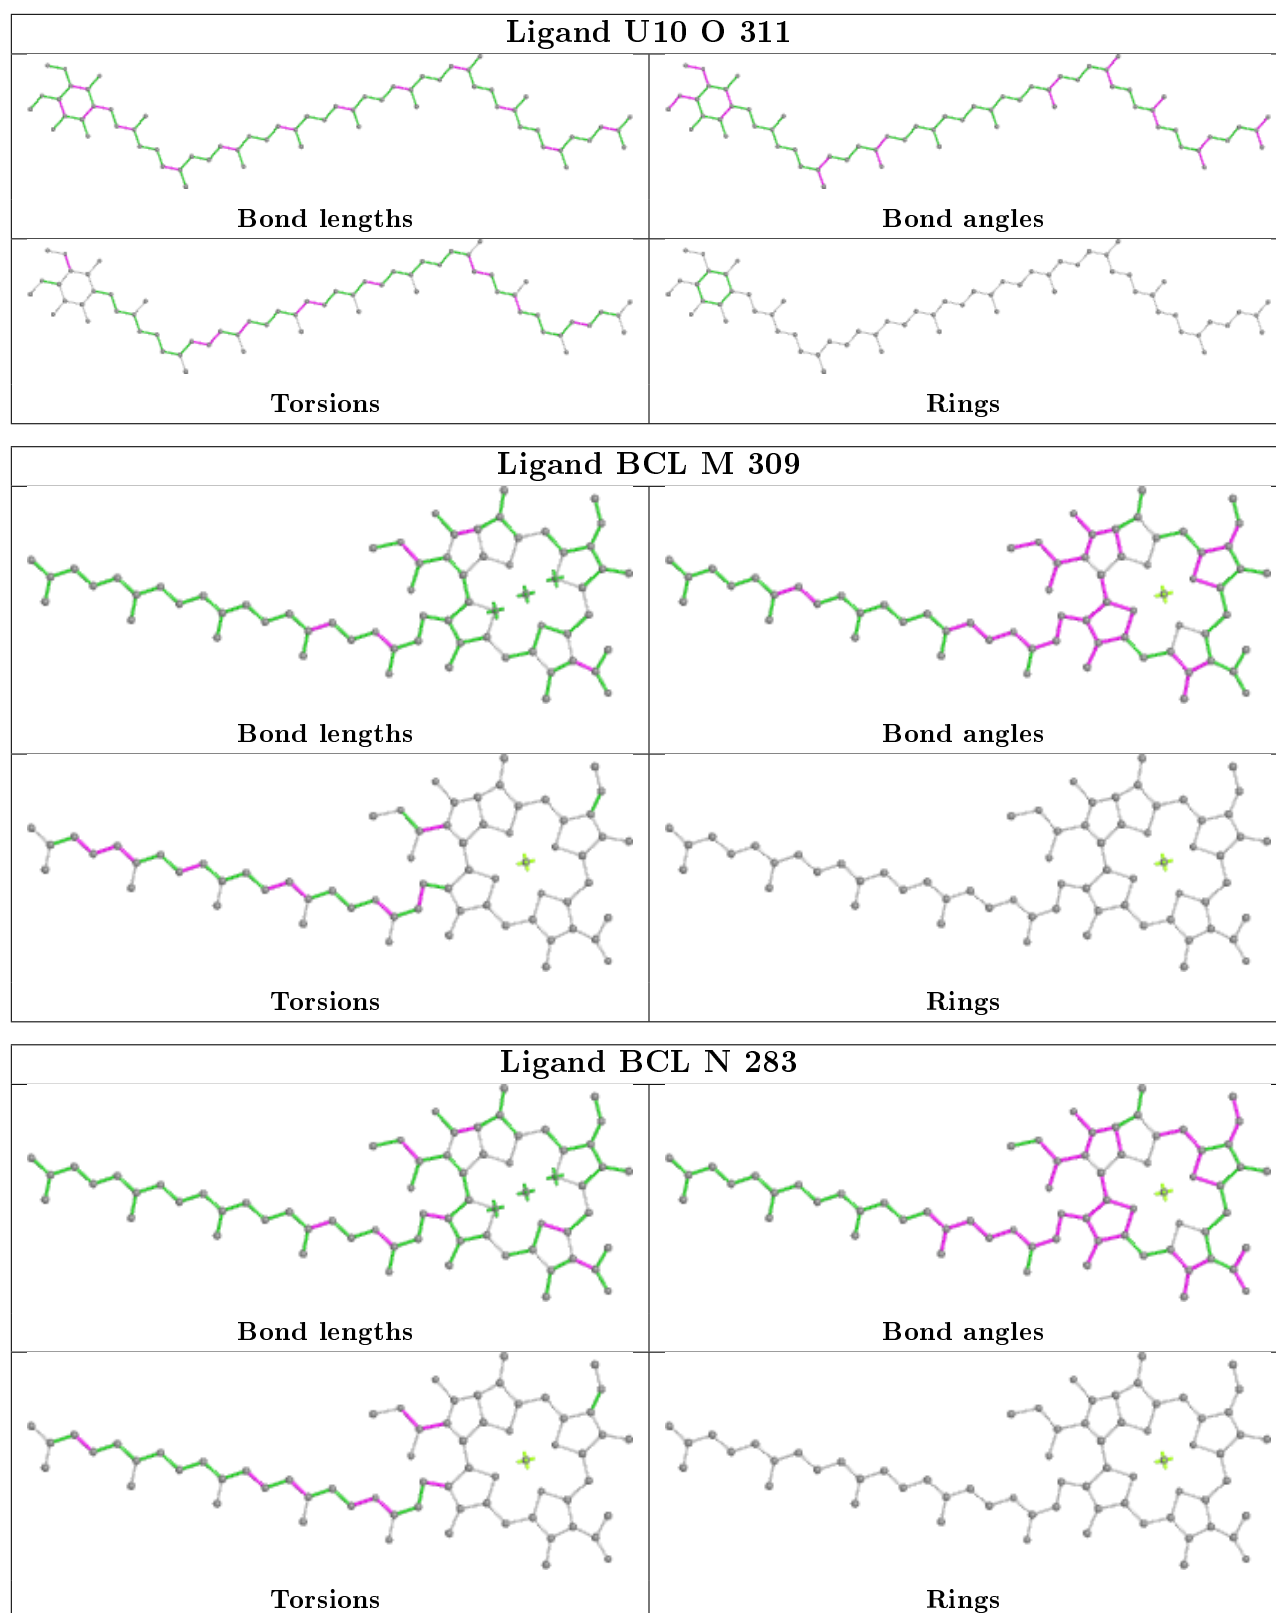 Ligand U10 O 311
Bond lengths
Bond angles
Torsions
Rings
Ligand BCL M 309
Bond lengths
Bond angles
Torsions
Rings
Ligand BCL N 283
Bond lengths
Bond angles
Torsions
Rings